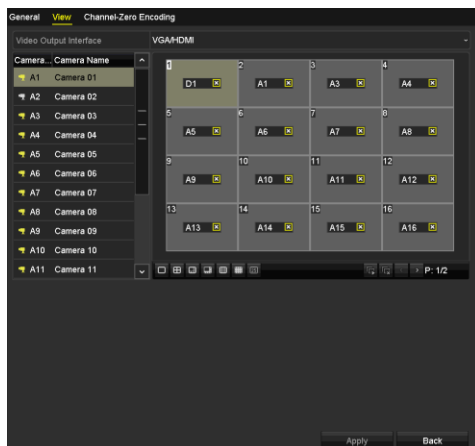 General View Channel-Zero Encoding
Video Output Interface VGA/HDMI
Camera... Camera Name
A1 Camera 01
A2 Camera 02
A3 Camera 03
A4 Camera 04
A5 Camera 05
A6 Camera 06
A7 Camera 07
A8 Camera 08
A9 Camera 09
A10 Camera 10
A11 Camera 11
1 2 3 4
D1 A1 A3 A4
5 6 7 8
A5 A6 A7 A8
9 10 11 12
A9 A10 A11 A12
13 14 15 16
A13 A14 A15 A16
P: 1/2
Apply Back